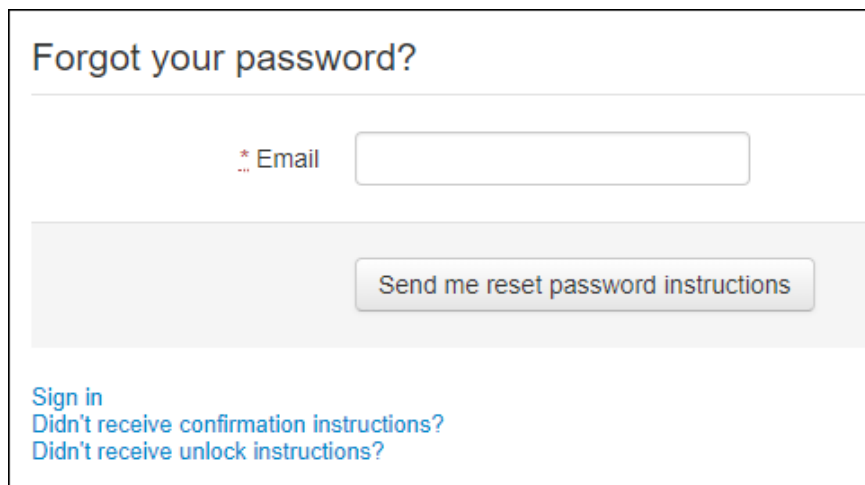 Forgot your password?
* Email
Send me reset password instructions
Sign in
Didn't receive confirmation instructions?
Didn't receive unlock instructions?